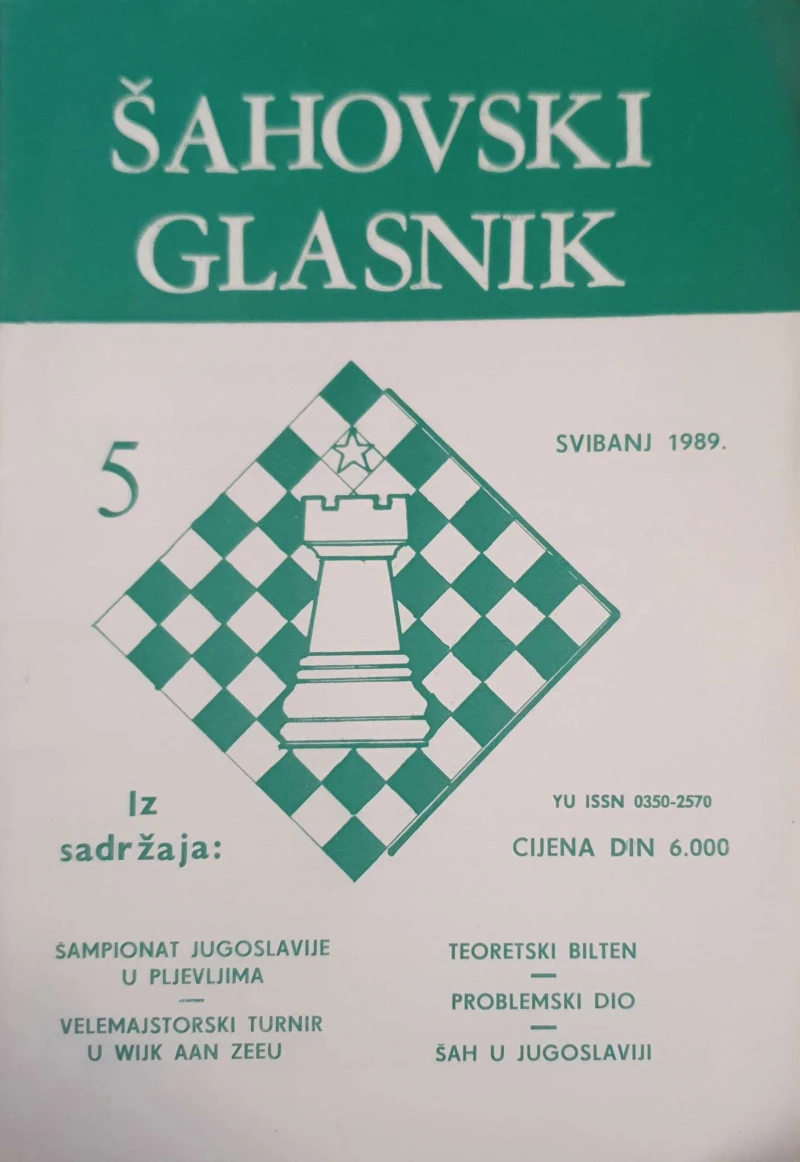 ŠAHOVSKI
GLASNIK
5
SVIBANJ 1989.
Iz
sadržaja:
YU ISSN 0350-2570
CIJENA DIN 6.000
ŠAMPIONAT JUGOSLAVIJE
U PLJEVLJIMA
VELEMAJSTORSKI TURNIR
U WIJK AAN ZEEU
TEORETSKI BILTEN
PROBLEMSKI DIO
ŠAH U JUGOSLAVIJI